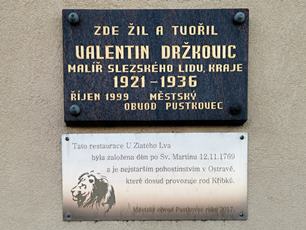 ZDE ŽIL A TVOŘIL
VALENTIN DRŽKOVIC
MALÍŘ SLEZSKÉHO LIDU, KRAJE
1921-1936
ŘÍJEN 1999 MĚSTSKÝ
OBVOD PUSTKOVEC
Tato restaurace U Zlatého Lva
byla založena dům po Sv. Martinu 12.11.1769
a je nejstarším pohostinstvím v Ostravě,
které dosud provozuje rod Křibků.
Městský obvod Pustkovec roku 2017